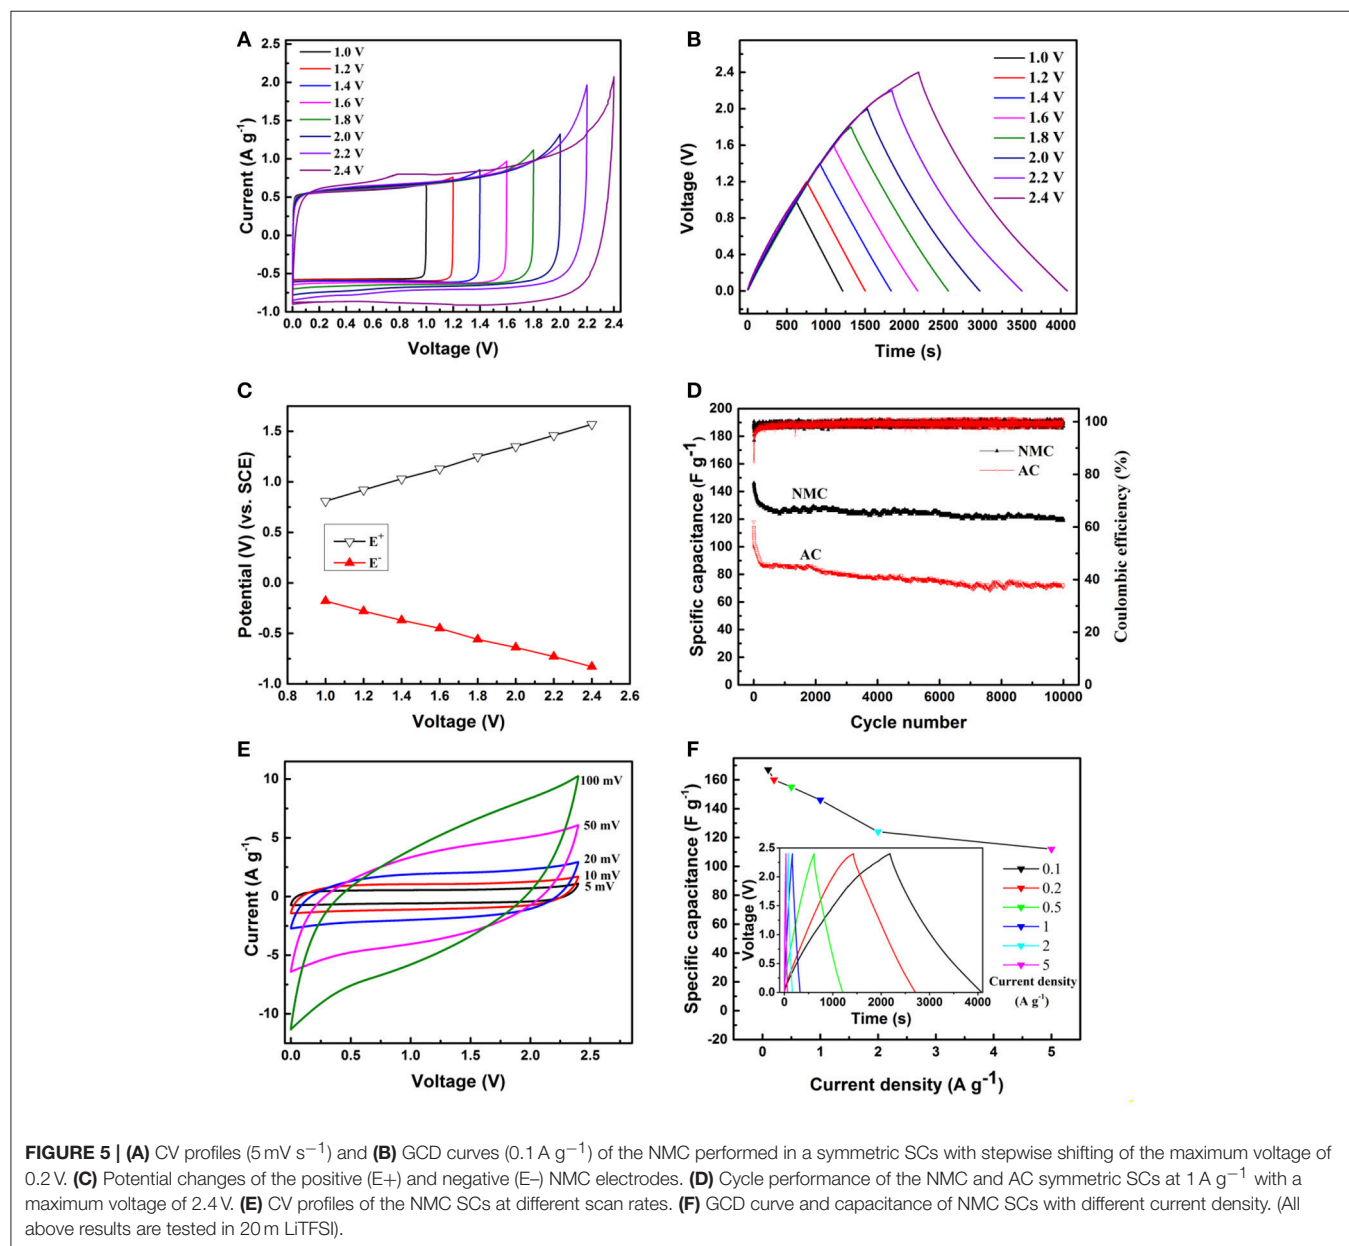 A
2.5
2.0
1.5
1.0
0.5
0.0
-0.5
-1.0
Current (A g-1)
1.0 V
1.2 V
1.4 V
1.6 V
1.8 V
2.0 V
2.2 V
2.4 V
0.0 0.2 0.4 0.6 0.8 1.0 1.2 1.4 1.6 1.8 2.0 2.2 2.4
Voltage (V)
B
2.4
2.0
1.6
1.2
0.8
0.4
0.0
Voltage (V)
1.0 V
1.2 V
1.4 V
1.6 V
1.8 V
2.0 V
2.2 V
2.4 V
0 500 1000 1500 2000 2500 3000 3500 4000
Time (s)
C
1.5
1.0
0.5
0.0
-0.5
-1.0
Potential (V) (vs. SCE)
E+
E-
0.8 1.0 1.2 1.4 1.6 1.8 2.0 2.2 2.4 2.6
Voltage (V)
D
200
180
160
140
120
100
80
60
40
20
0
Spcific capacitance (F g-1)
NMC
AC
NMC
AC
100
80
60
40
20
0
Coulombic efficiency (%)
0 2000 4000 6000 8000 10000
Cycle number
E
10
5
0
-5
-10
Current (A g-1)
100 mV
50 mV
20 mV
10 mV
5 mV
0.0 0.5 1.0 1.5 2.0 2.5
Voltage (V)
F
160
140
120
100
80
60
40
20
0
-20
Specific capacitance (F g-1)
2.5
2.0
1.5
1.0
0.5
0.0
Voltage (V)
0 1000 2000 3000 4000
Time (s)
0.1
0.2
0.5
1
2
5
Current density
(A g-1)
0 1 2 3 4 5
Current density (A g-1)
FIGURE 5 | (A) CV profiles (5 mV s−1) and (B) GCD curves (0.1 A g−1) of the NMC performed in a symmetric SCs with stepwise shifting of the maximum voltage of
0.2 V. (C) Potential changes of the positive (E+) and negative (E–) NMC electrodes. (D) Cycle performance of the NMC and AC symmetric SCs at 1 A g−1 with a
maximum voltage of 2.4 V. (E) CV profiles of the NMC SCs at different scan rates. (F) GCD curve and capacitance of NMC SCs with different current density. (All
above results are tested in 20 m LiTFSI).